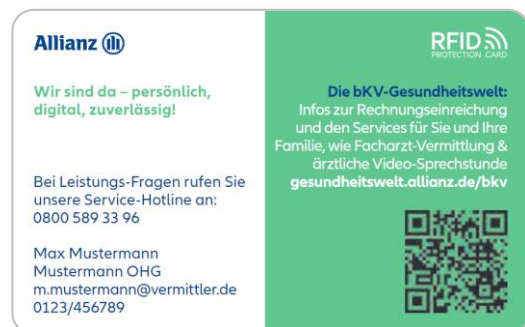 Allianz
Wir sind da – persönlich,
digital, zuverlässig!
Bei Leistungs-Fragen rufen Sie
unsere Service-Hotline an:
0800 589 33 96
Max Mustermann
Mustermann OHG
m.mustermann@vermittler.de
0123/456789
RFID
PROTECTION CARD
Die bKV-Gesundheitswelt:
Infos zur Rechnungseinreichung
und den Services für Sie und Ihre
Familie, wie Facharzt-Vermittlung &
ärztliche Video-Sprechstunde
gesundheitswelt.allianz.de/bkv